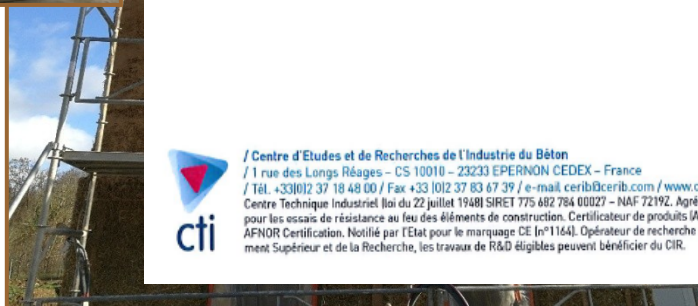 / Centre d'Etudes et de Recherches de l'Industrie du Béton
/ 1 rue des Longs Réages – CS 10010 – 23233 EPERNON CEDEX – France
/ Tél. +33(0)2 37 18 48 00 / Fax +33 (0)2 37 83 67 39 / e-mail cerib@cerib.com / www.c
Centre Technique Industriel (loi du 22 juillet 1948) SIRET 775 682 784 00027 – NAF 7219Z. Agré
pour les essais de résistance au feu des éléments de construction. Certificateur de produits (A
AFNOR Certification. Notifié par l'Etat pour le marquage CE (n°1164). Opérateur de recherche
ment Supérieur et de la Recherche, les travaux de R&D éligibles peuvent bénéficier du CIR.
cti